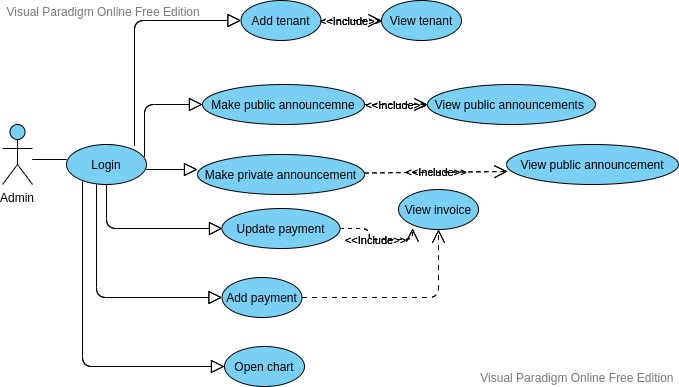 Visual Paradigm Online Free Edition
Add tenant
<<Include>>
View tenant
Make public announcemne
<<Include>>
View public announcements
Admin
Login
Make private announcement
<<Include>>
View public announcement
View invoice
Update payment
<<Include>>
Add payment
Open chart
Visual Paradigm Online Free Edition